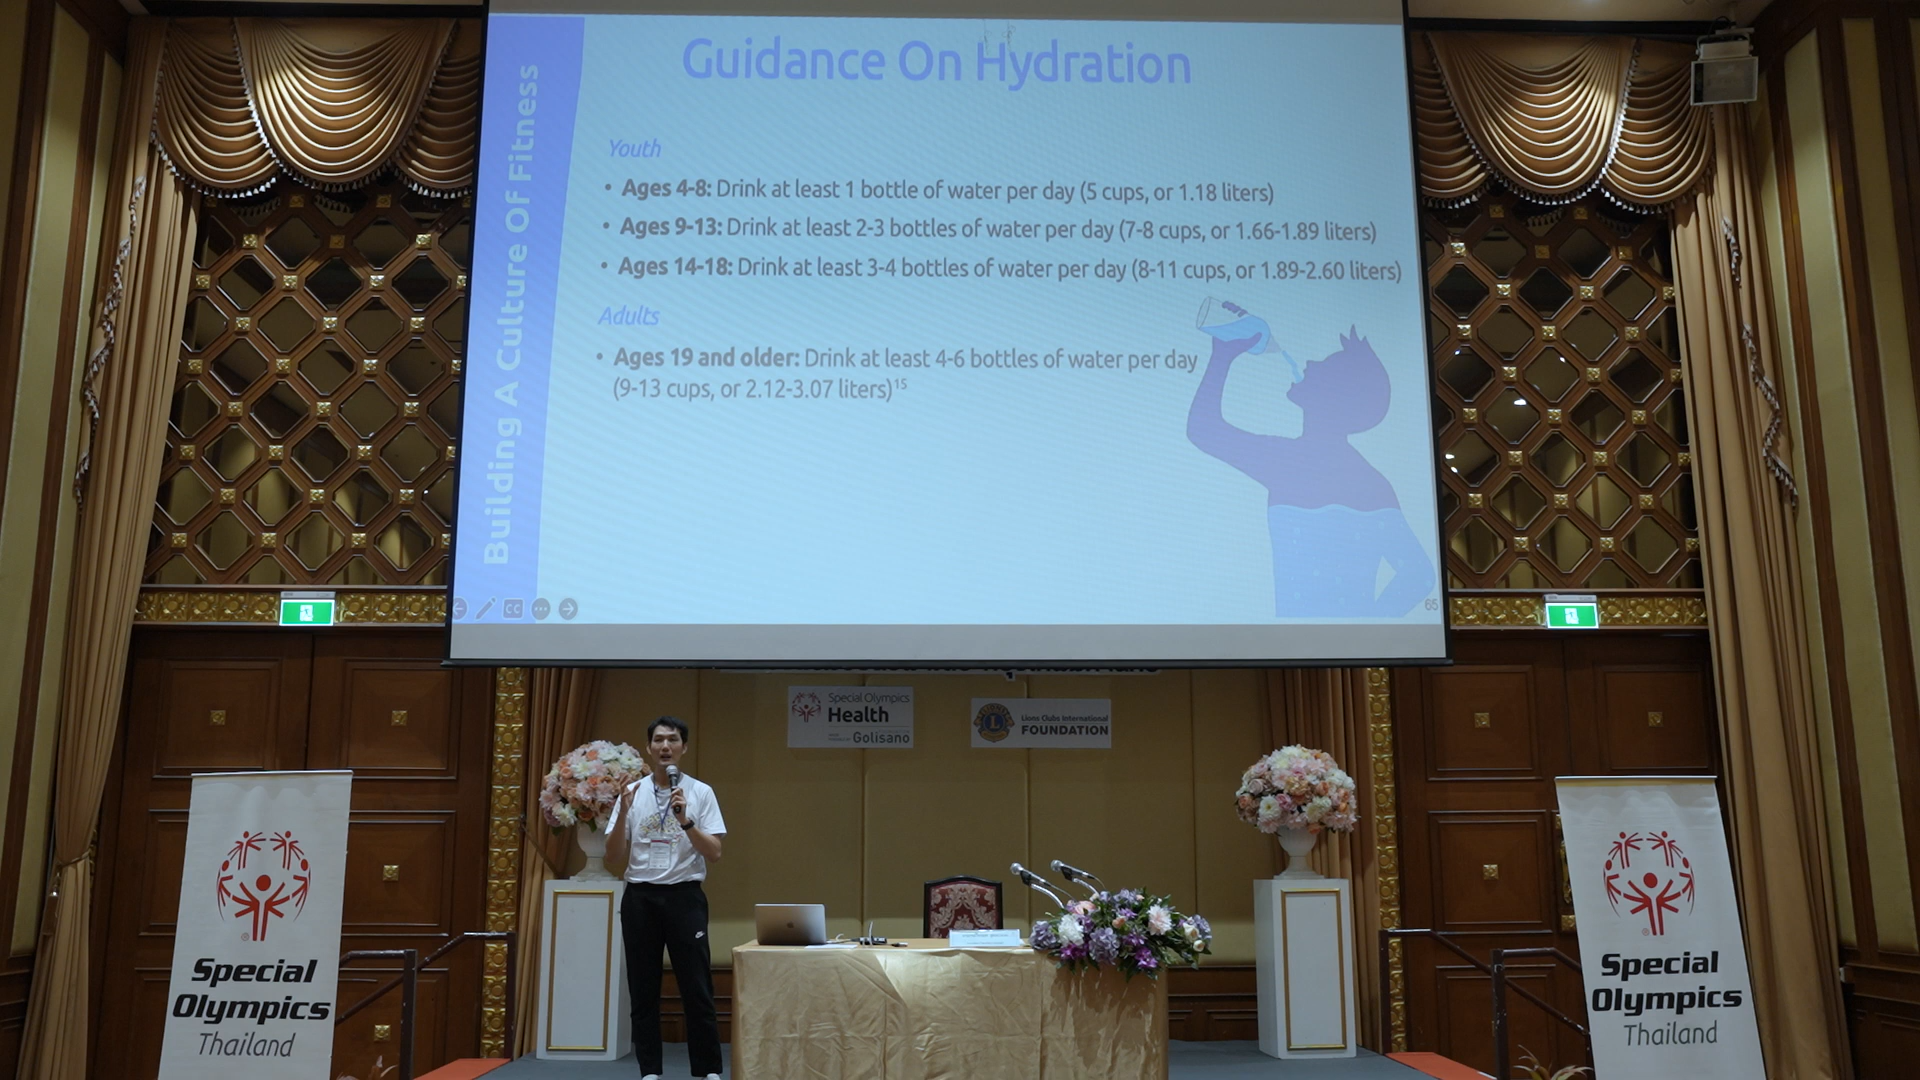 Guidance On Hydration
Building A Culture Of Fitness
Youth
• Ages 4-8: Drink at least 1 bottle of water per day (5 cups, or 1.18 liters)
• Ages 9-13: Drink at least 2-3 bottles of water per day (7-8 cups, or 1.66-1.89 liters)
• Ages 14-18: Drink at least 3-4 bottles of water per day (8-11 cups, or 1.89-2.60 liters)
Adults
• Ages 19 and older: Drink at least 4-6 bottles of water per day
(9-13 cups, or 2.12-3.07 liters)15
CC
65
Special Olympics
Health
Golisano
L
Lions Clubs International
FOUNDATION
Special
Olympics
Thailand
Special
Olympics
Thailand